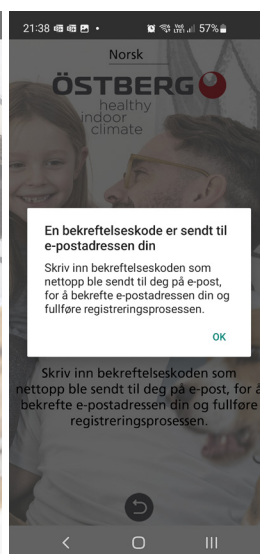 21:38
57%
Norsk
ÖSTBERG
healthy
indoor
climate
En bekreftelseskode er sendt til
e-postadressen din
Skriv inn bekreftelseskoden som
nettopp ble sendt til deg på e-post,
for å bekrefte e-postadressen din og
fullføre registreringsprosessen.
OK
Skriv inn bekreftelseskoden som
nettopp ble sendt til deg på e-post, for å
bekrefte e-postadressen din og fullføre
registreringsprosessen.